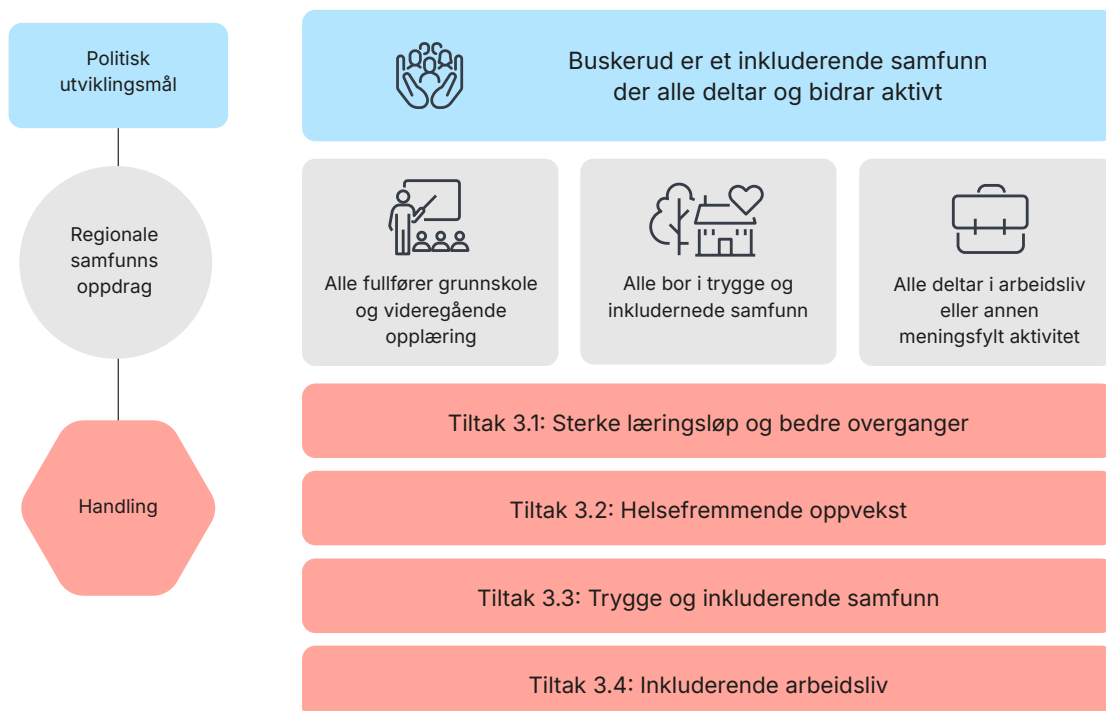 Politisk
utviklingsmål
Buskerud er et inkluderende samfunn
der alle deltar og bidrar aktivt
Regionale
samfunns
oppdrag
Alle fullfører grunnskole
og videregående
opplæring
Alle bor i trygge og
inkludernede samfunn
Alle deltar i arbeidsliv
eller annen
meningsfylt aktivitet
Handling
Tiltak 3.1: Sterke læringsløp og bedre overganger
Tiltak 3.2: Helsefremmende oppvekst
Tiltak 3.3: Trygge og inkluderende samfunn
Tiltak 3.4: Inkluderende arbeidsliv